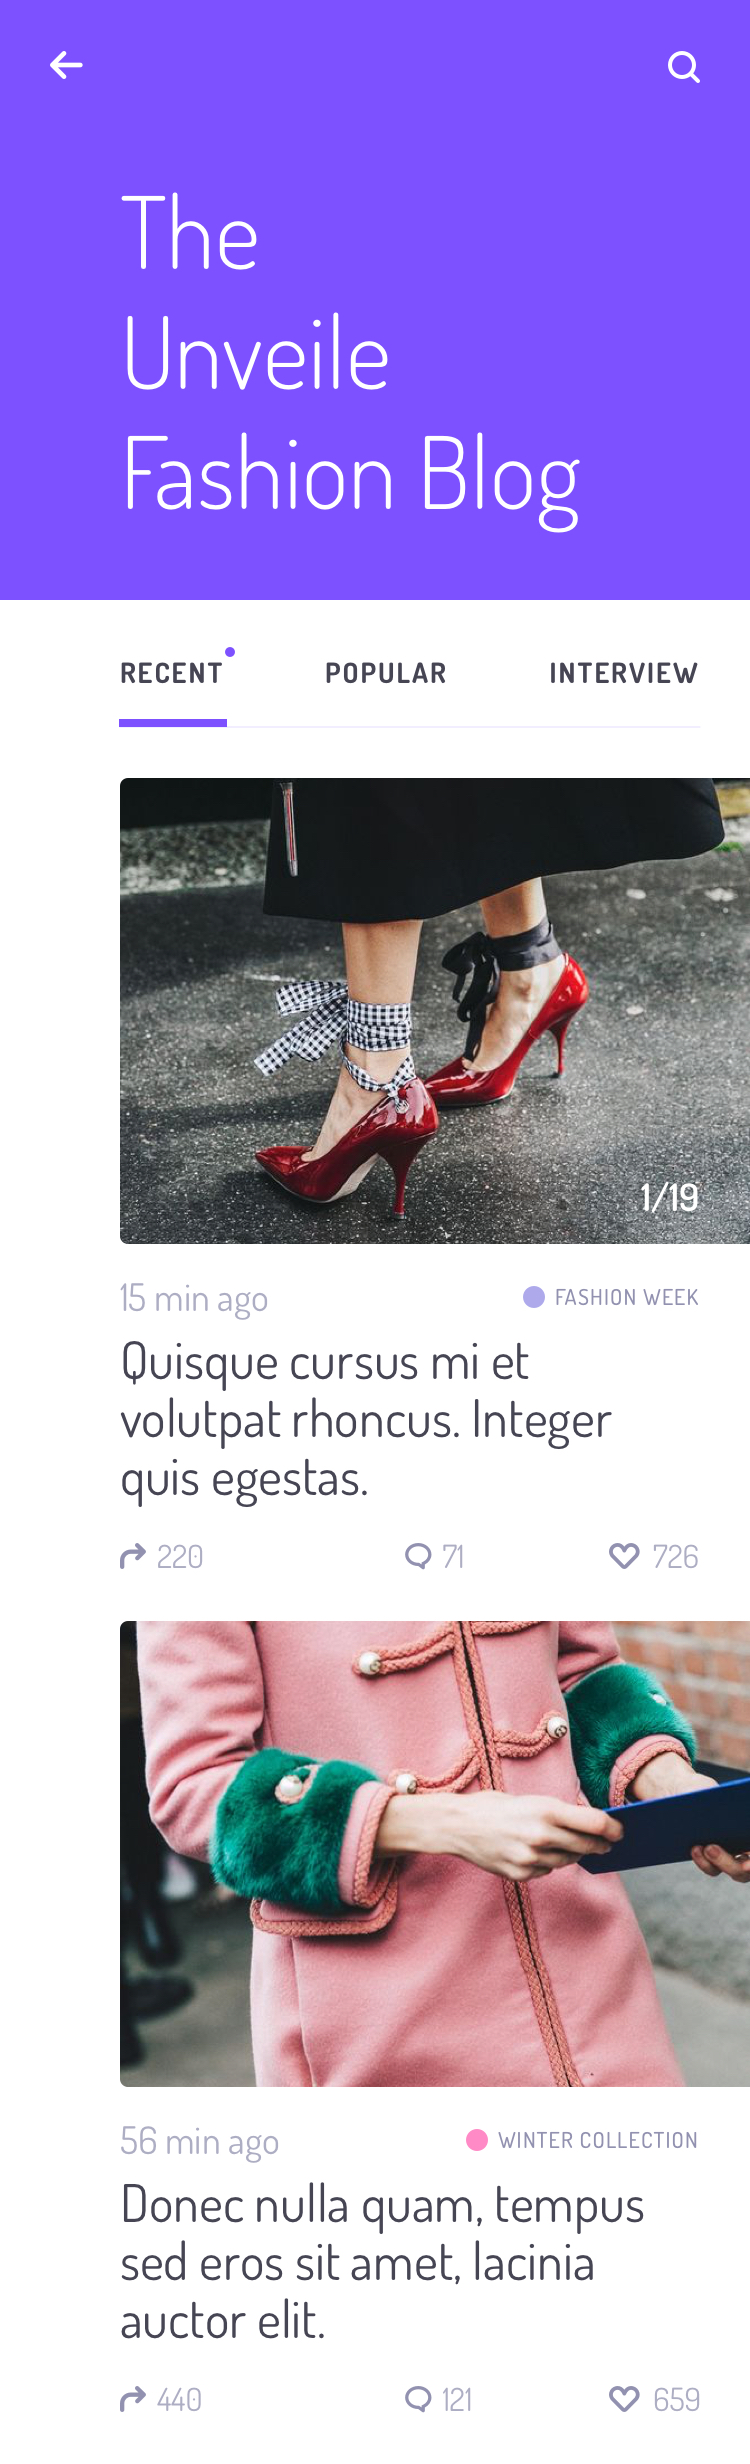 The
Unveile
Fashion Blog
RECENT POPULAR INTERVIEW
1/19
15 min ago FASHION WEEK
Quisque cursus mi et
volutpat rhoncus. Integer
quis egestas.
220 71 726
56 min ago WINTER COLLECTION
Donec nulla quam, tempus
sed eros sit amet, lacinia
auctor elit.
440 121 659